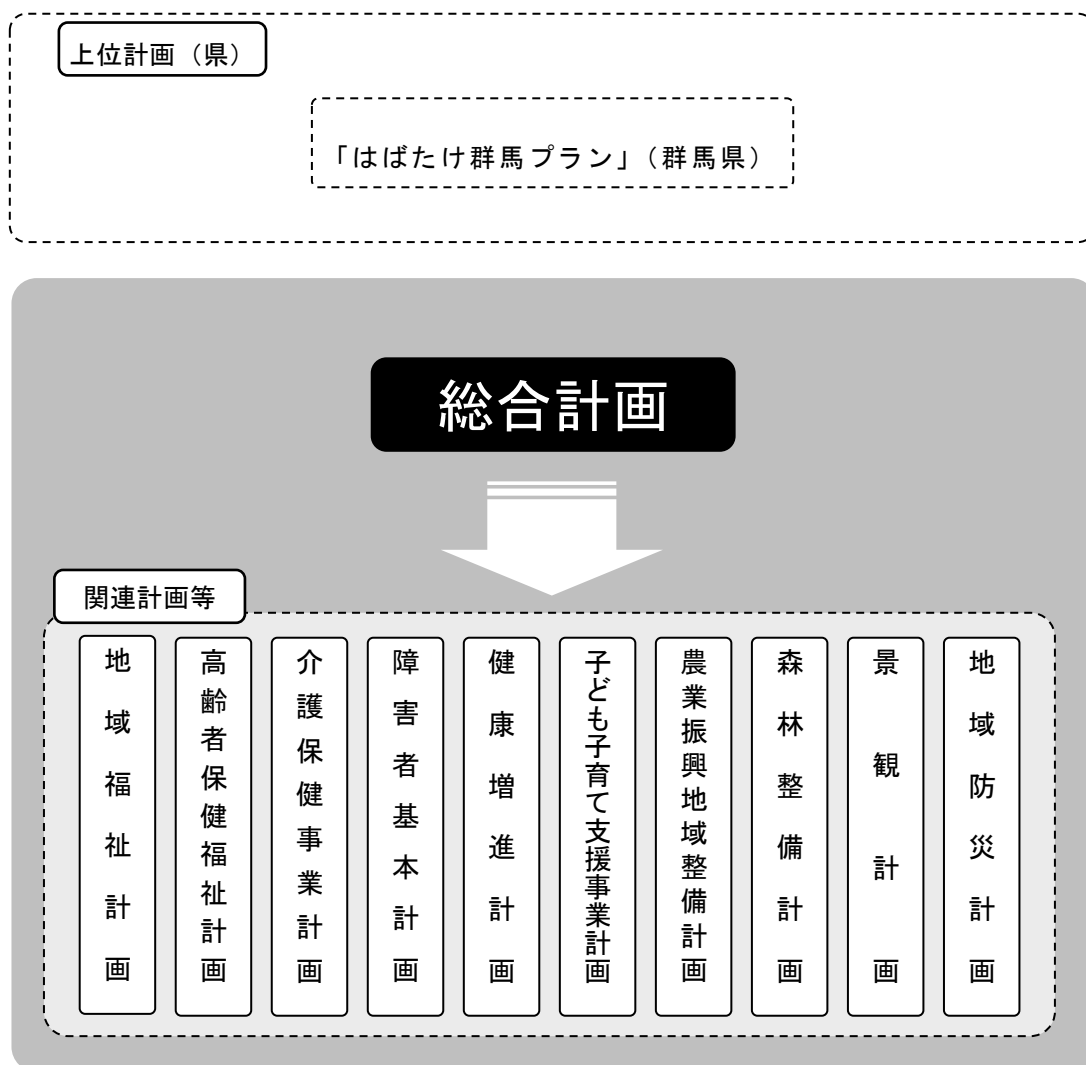 上位計画（県）
「はばたけ群馬プラン」（群馬県）
総合計画
関連計画等
地域福祉計画
高齢者保健福祉計画
介護保健事業計画
障害者基本計画
健康増進計画
子ども子育て支援事業計画
農業振興地域整備計画
森林整備計画
景観計画
地域防災計画